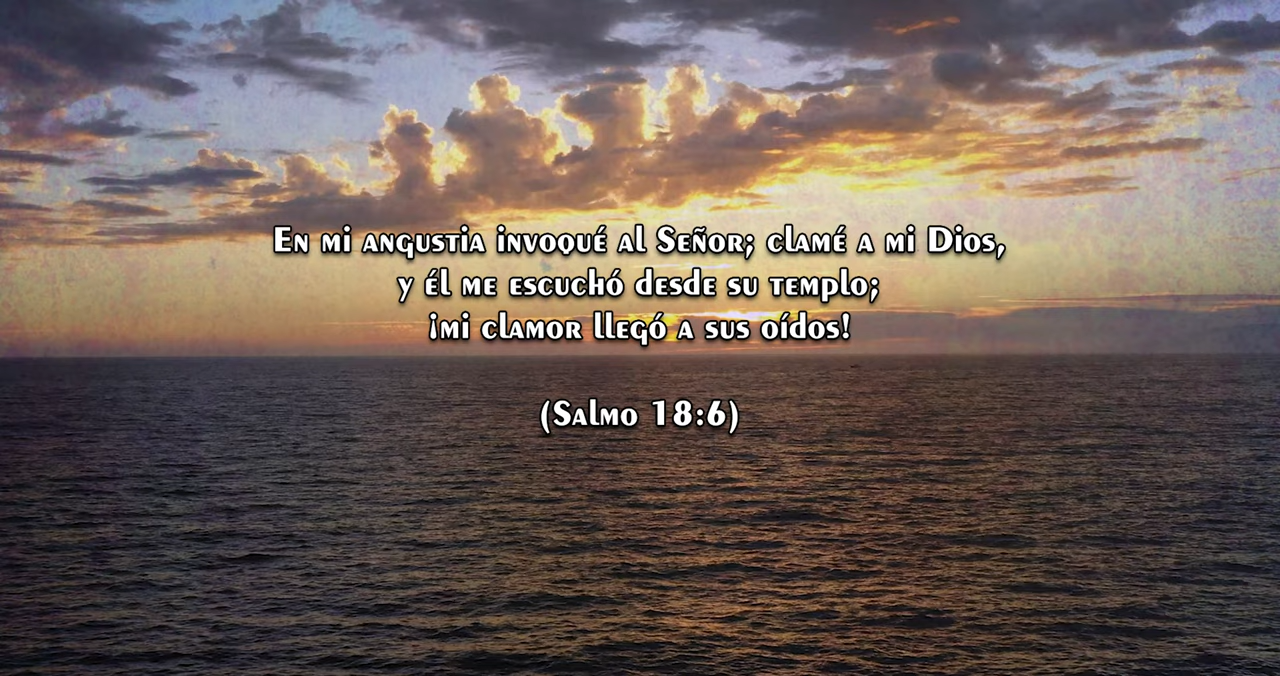 En mi angustia invoqué al Señor; clamé a mi Dios,
y él me escuchó desde su templo;
¡mi clamor llegó a sus oídos!
(Salmo 18:6)